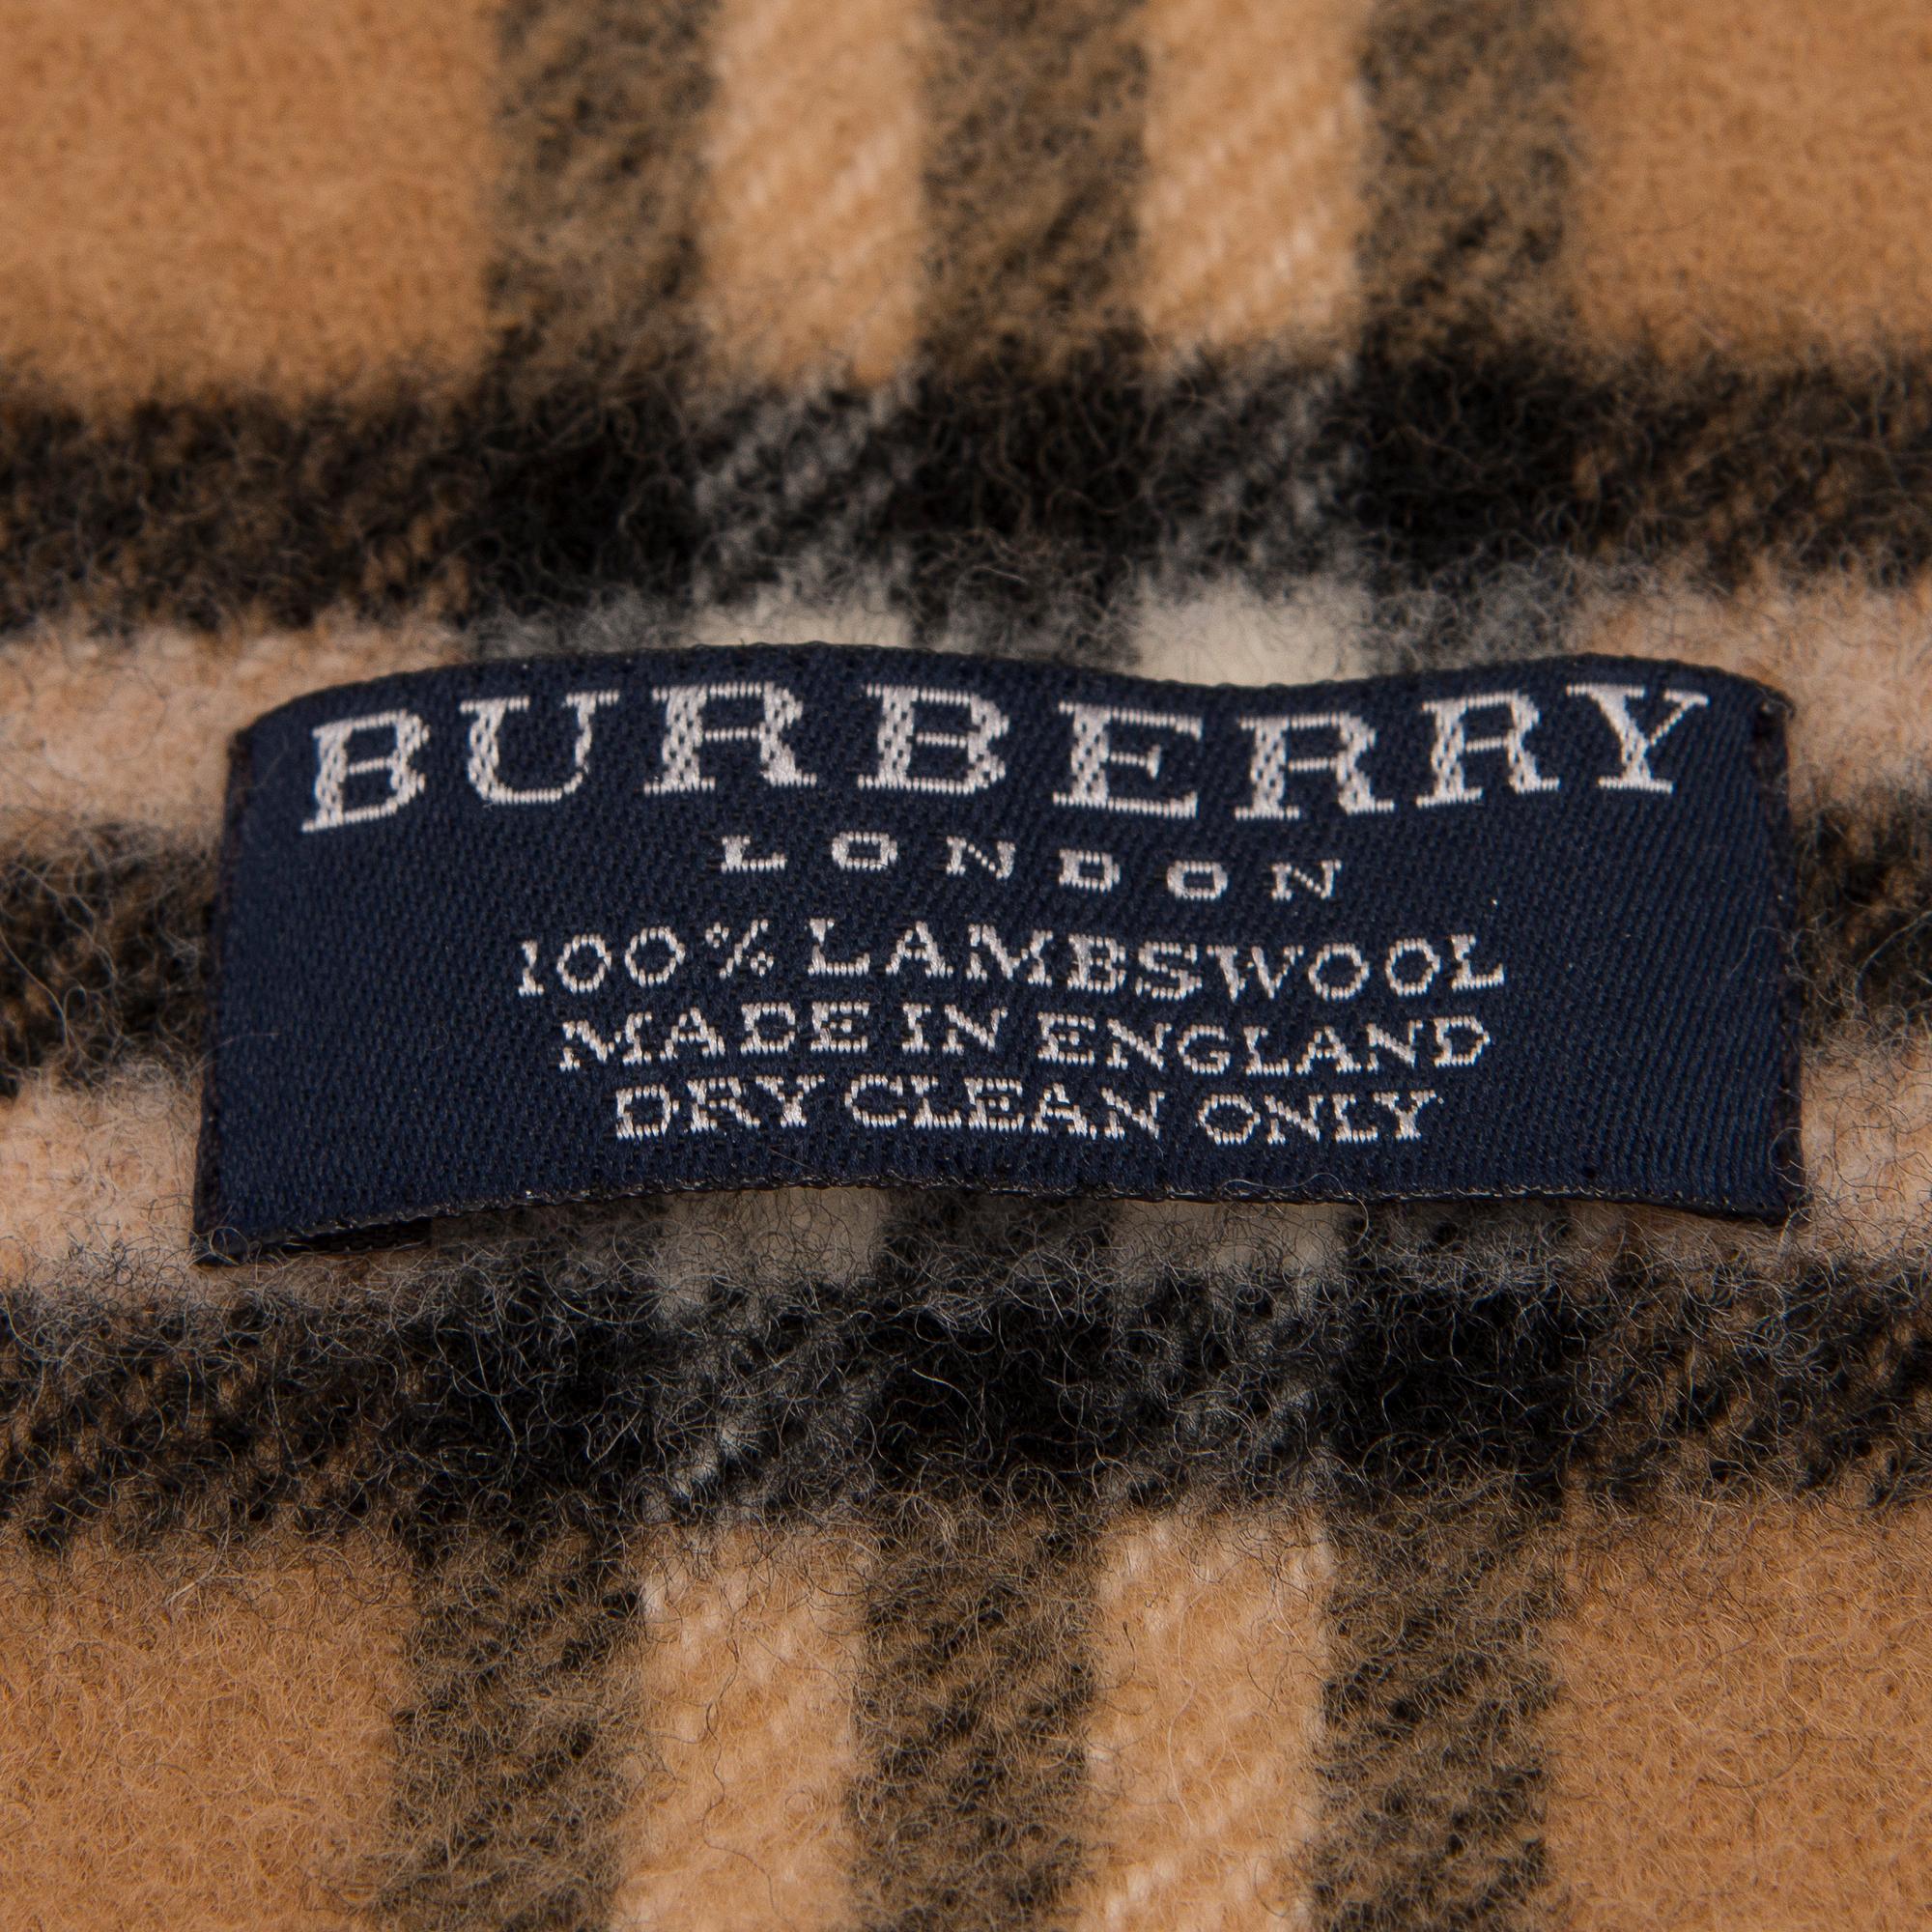 BURBERRY
LONDON
100% LAMBSWOOL
MADE IN ENGLAND
DRY CLEAN ONLY